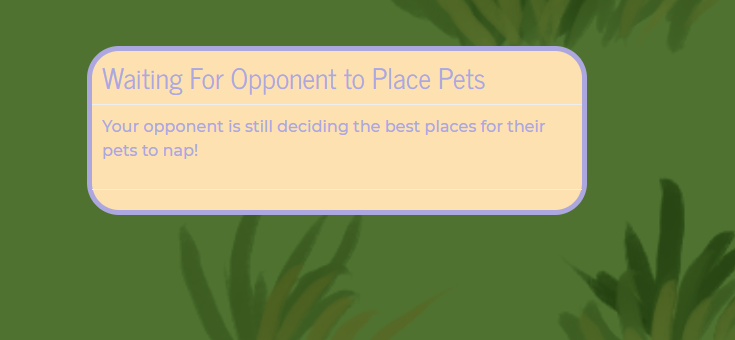 Waiting For Opponent to Place Pets
Your opponent is still deciding the best places for their
pets to nap!